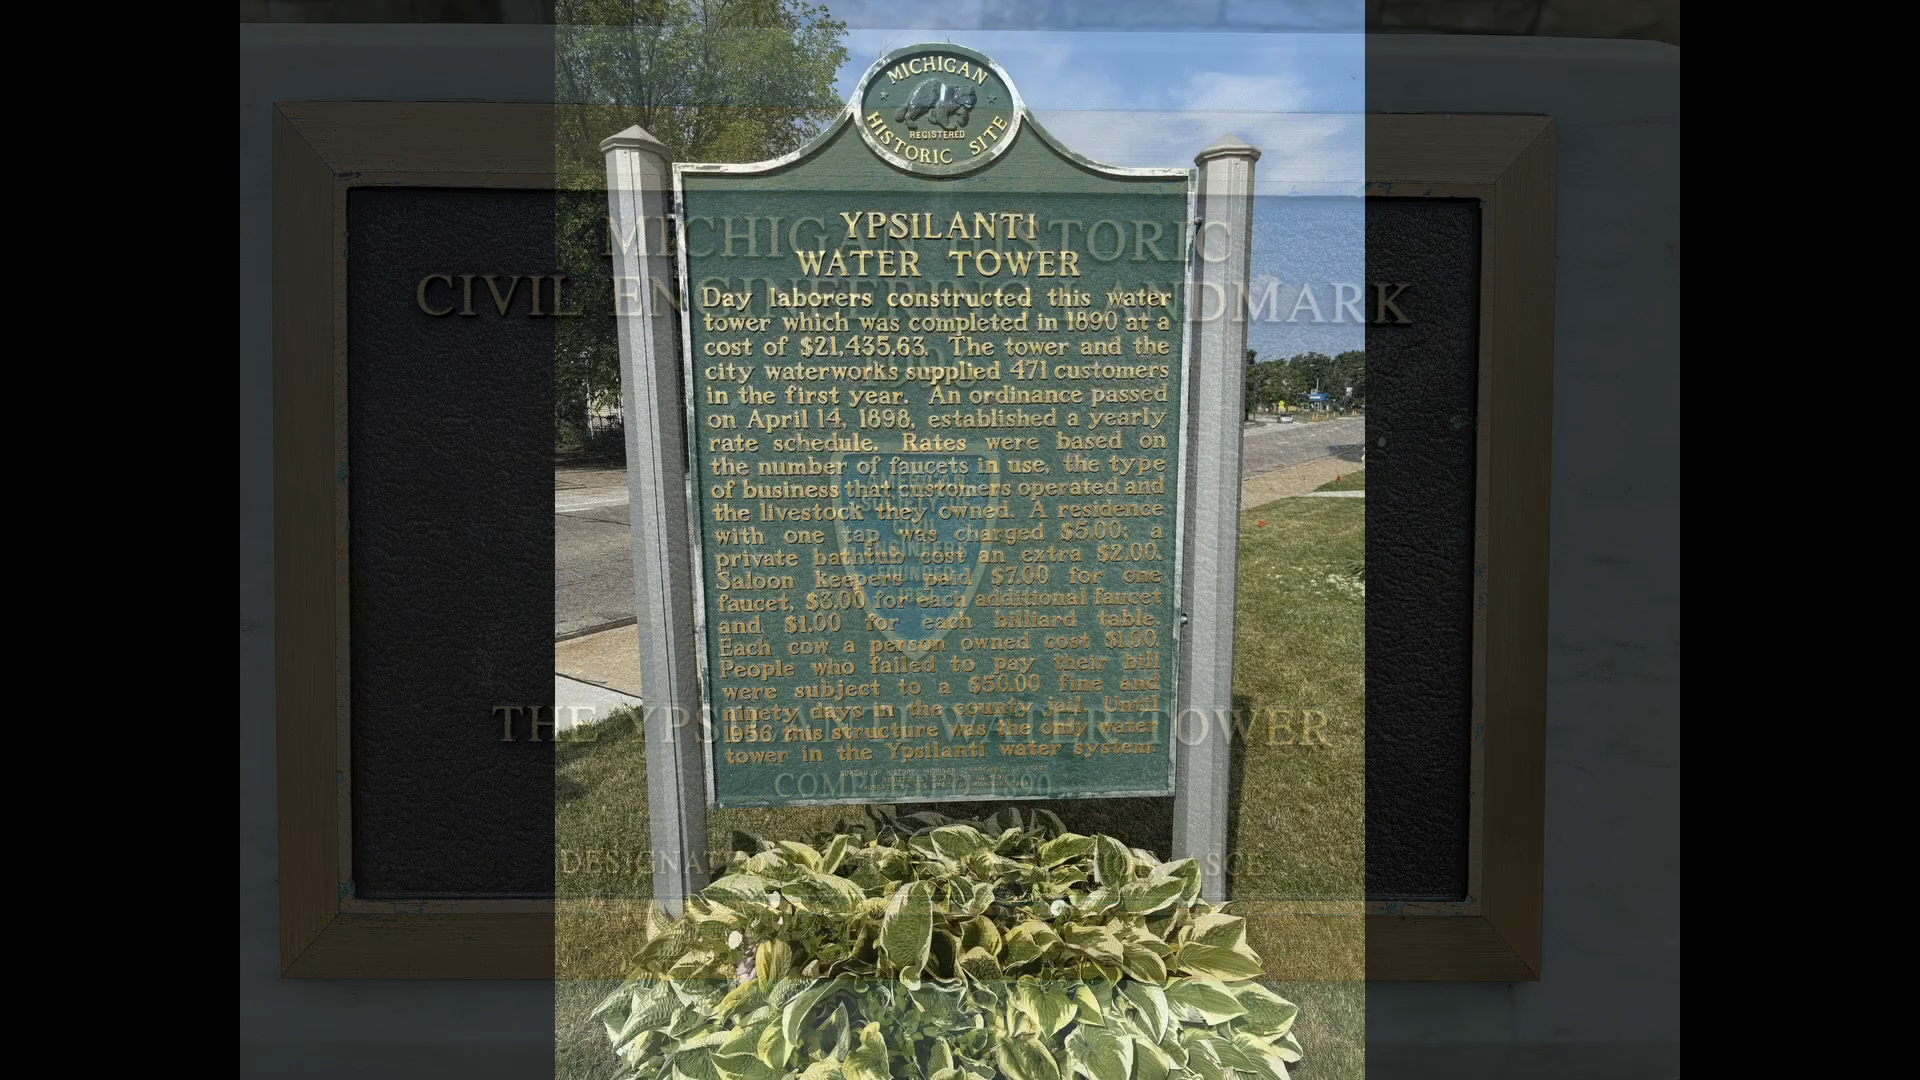 MICHIGAN
REGISTERED
HISTORIC SITE
YPSILANTI
WATER TOWER
Day laborers constructed this water
tower which was completed in 1890 at a
cost of $21,435.63. The tower and the
city waterworks supplied 471 customers
in the first year. An ordinance passed
on April 14, 1898, established a yearly
rate schedule. Rates were based on
the number of faucets in use, the type
of business that customers operated and
the livestock they owned. A residence
with one tap was charged $5.00; a
private bathtub cost an extra $2.00.
Saloon keepers paid $7.00 for one
faucet, $3.00 for each additional faucet
and $1.00 for each billiard table.
Each cow a person owned cost $1.00.
People who failed to pay their bill
were subject to a $50.00 fine and
ninety days in the county jail. Until
1956 this structure was the only water
tower in the Ypsilanti water system.
MICHIGAN HISTORIC
CIVIL ENGINEERING LANDMARK
AMERICAN
SOCIETY OF
CIVIL
ENGINEERS
FOUNDED
THE YPSILANTI WATER TOWER
COMPLETED 1890
ASCE